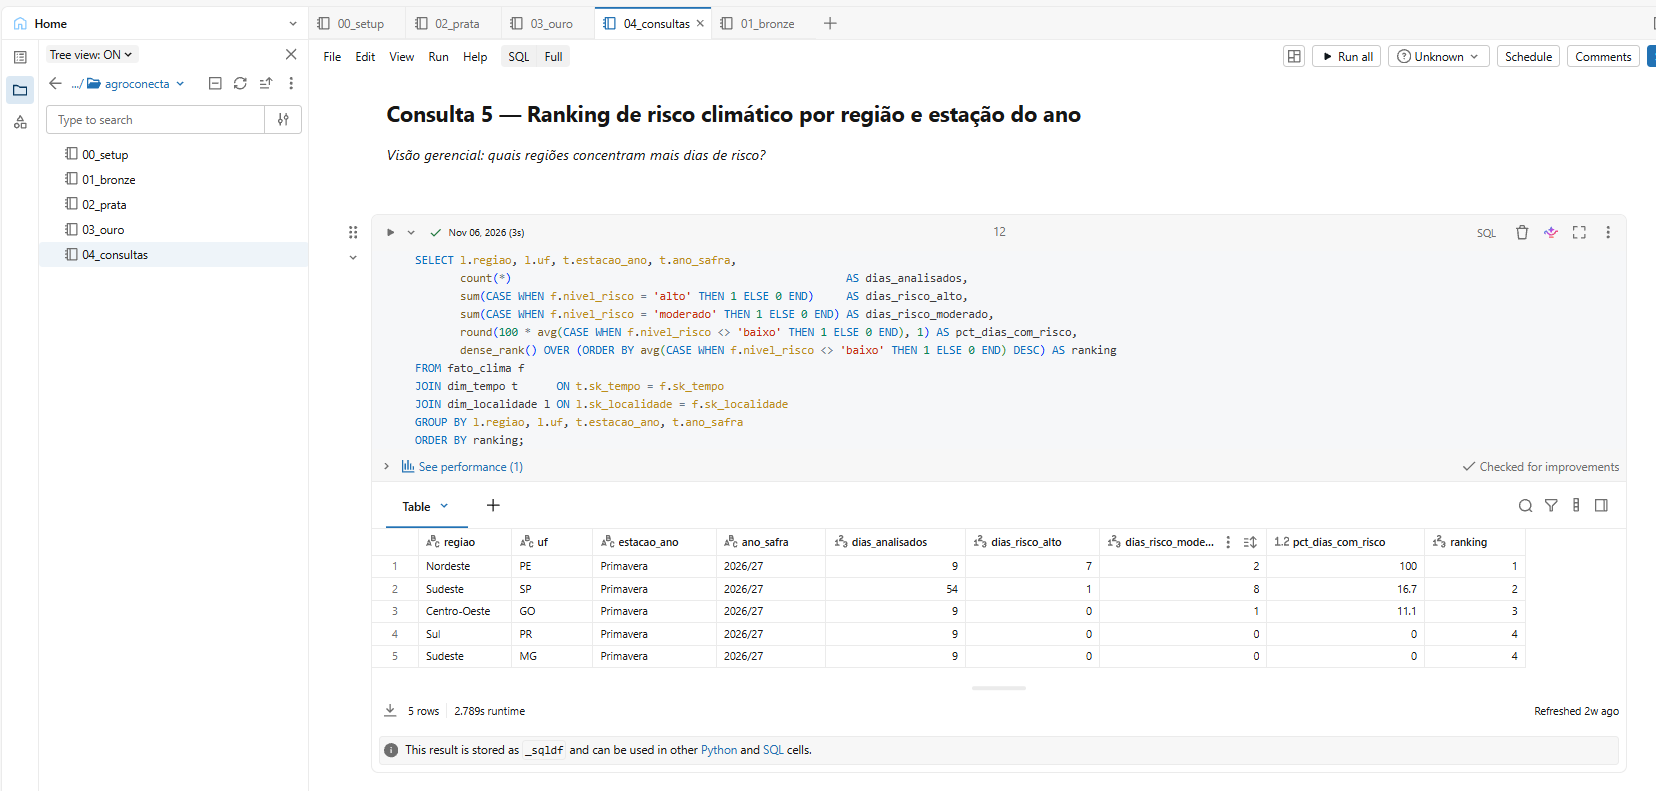 Home
00_setup
02_prata
03_ouro
04_consultas
01_bronze
Tree view: ON
File Edit View Run Help SQL Full
Run all
Unknown
Schedule
Comments
.../ agroconecta
Type to search
00_setup
01_bronze
02_prata
03_ouro
04_consultas
Consulta 5 — Ranking de risco climático por região e estação do ano
Visão gerencial: quais regiões concentram mais dias de risco?
Nov 06, 2026 (3s)
12
SQL
SELECT l.regiao, l.uf, t.estacao_ano, t.ano_safra,
count(*) AS dias_analisados,
sum(CASE WHEN f.nivel_risco = 'alto' THEN 1 ELSE 0 END) AS dias_risco_alto,
sum(CASE WHEN f.nivel_risco = 'moderado' THEN 1 ELSE 0 END) AS dias_risco_moderado,
round(100 * avg(CASE WHEN f.nivel_risco <> 'baixo' THEN 1 ELSE 0 END), 1) AS pct_dias_com_risco,
dense_rank() OVER (ORDER BY avg(CASE WHEN f.nivel_risco <> 'baixo' THEN 1 ELSE 0 END) DESC) AS ranking
FROM fato_clima f
JOIN dim_tempo t ON t.sk_tempo = f.sk_tempo
JOIN dim_localidade l ON l.sk_localidade = f.sk_localidade
GROUP BY l.regiao, l.uf, t.estacao_ano, t.ano_safra
ORDER BY ranking;
See performance (1)
Checked for improvements
Table
regiao uf estacao_ano ano_safra dias_analisados dias_risco_alto dias_risco_mode... 1.2 pct_dias_com_risco ranking
1 Nordeste PE Primavera 2026/27 9 7 2 100 1
2 Sudeste SP Primavera 2026/27 54 1 8 16.7 2
3 Centro-Oeste GO Primavera 2026/27 9 0 1 11.1 3
4 Sul PR Primavera 2026/27 9 0 0 0 4
5 Sudeste MG Primavera 2026/27 9 0 0 0 4
5 rows 2.789s runtime
Refreshed 2w ago
This result is stored as _sqldf and can be used in other Python and SQL cells.